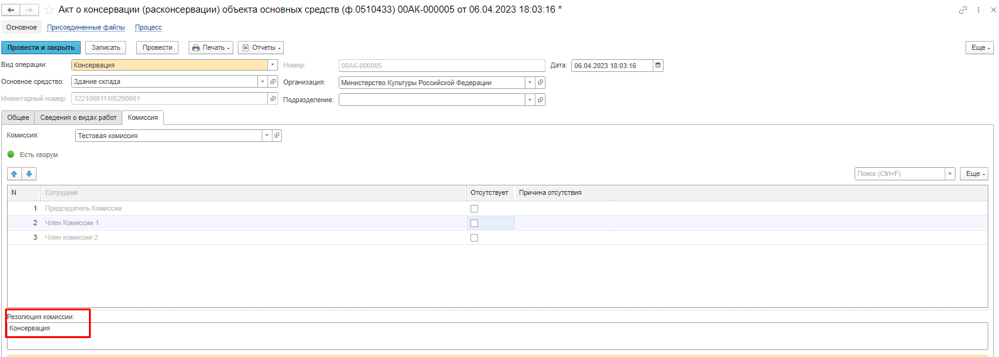 Акт о консервации (расконсервации) объекта основных средств (ф.0510433) 00АК-000005 от 06.04.2023 18:03:16 *
Основное Присоединенные файлы Процесс
Провести и закрыть Записать Провести Печать Отчеты Еще
Вид операции: Консервация Номер: 00АК-000005 Дата: 06.04.2023 18:03:16
Основное средство: Здание склада Организация: Министерство Культуры Российской Федерации
Инвентарный номер: 122100011105200001 Подразделение:
Общее Сведения о видах работ Комиссия
Комиссия: Тестовая комиссия
Есть кворум
Поиск (Ctrl+F) × Еще
N Сотрудник Отсутствует Причина отсутствия
1 Председатель Комиссии
2 Член Комиссии 1
3 Член комиссии 2
Резолюция комиссии:
Консервация